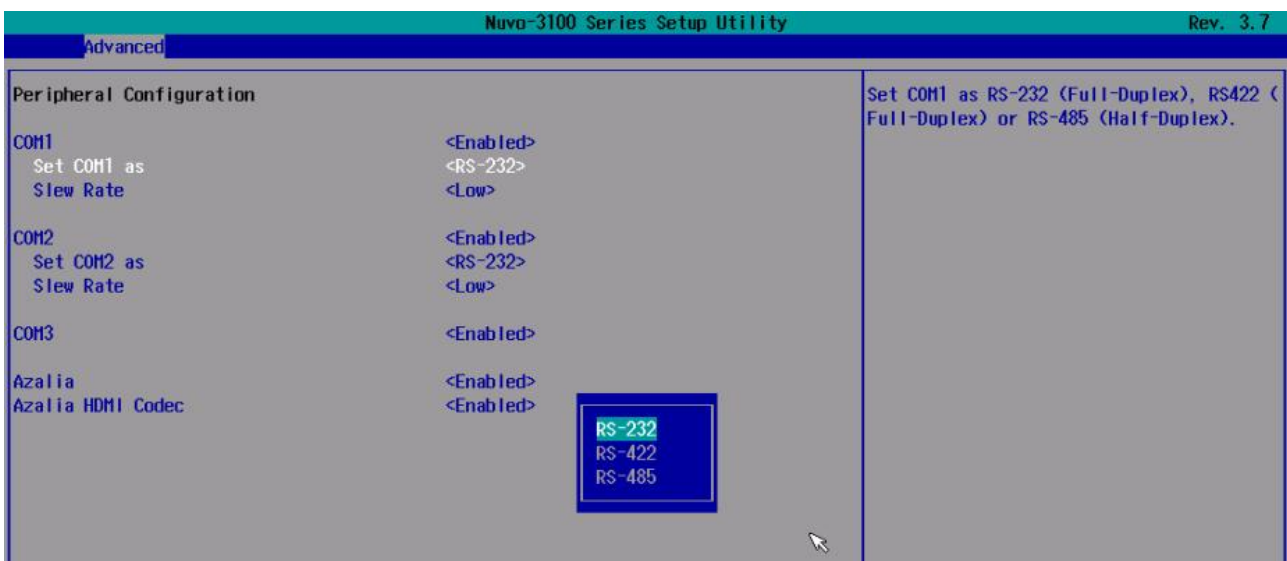 Nuvo-3100 Series Setup Utility Rev. 3.7
Advanced
Peripheral Configuration
COM1 <Enabled>
Set COM1 as <RS-232>
Slew Rate <Low>
COM2 <Enabled>
Set COM2 as <RS-232>
Slew Rate <Low>
COM3 <Enabled>
Azalia <Enabled>
Azalia HDMI Codec <Enabled>
RS-232
RS-422
RS-485
Set COM1 as RS-232 (Full-Duplex), RS422 (
Full-Duplex) or RS-485 (Half-Duplex).